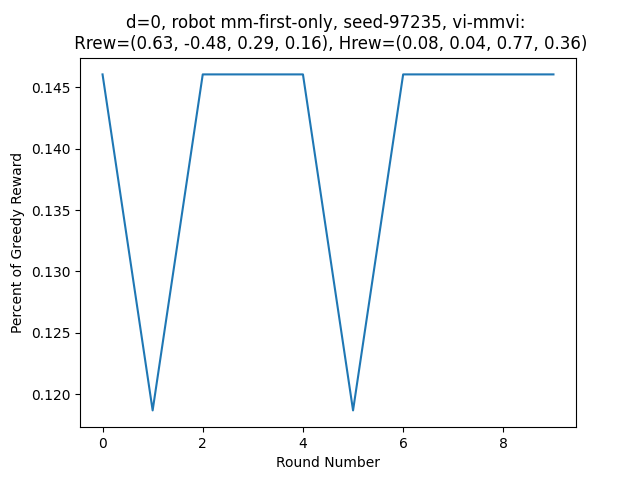 d=0, robot mm-first-only, seed-97235, vi-mmvi:
Rrew=(0.63, -0.48, 0.29, 0.16), Hrew=(0.08, 0.04, 0.77, 0.36)
Percent of Greedy Reward
0.145
0.140
0.135
0.130
0.125
0.120
0 2 4 6 8
Round Number